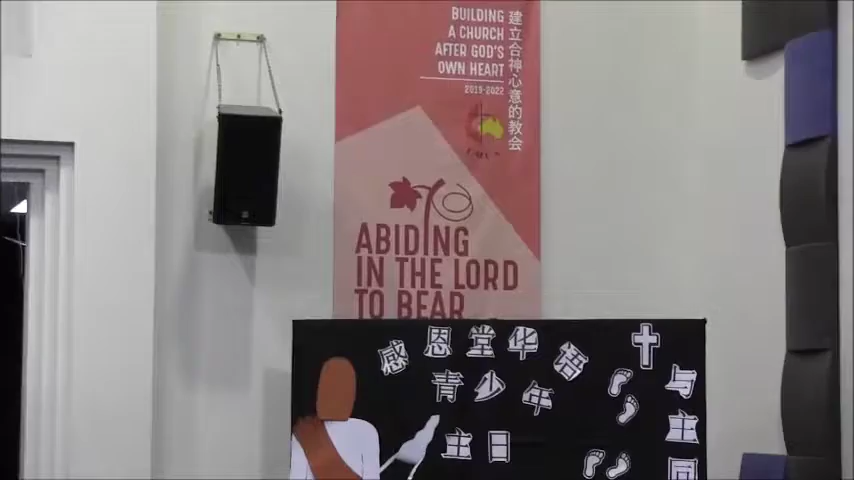 BUILDING
A CHURCH
AFTER GOD'S
OWN HEART
2019-2022
建立合神心意的教会
ABIDING
IN THE LORD
TO BEAR
感恩堂华语
青少年
主日
与主同